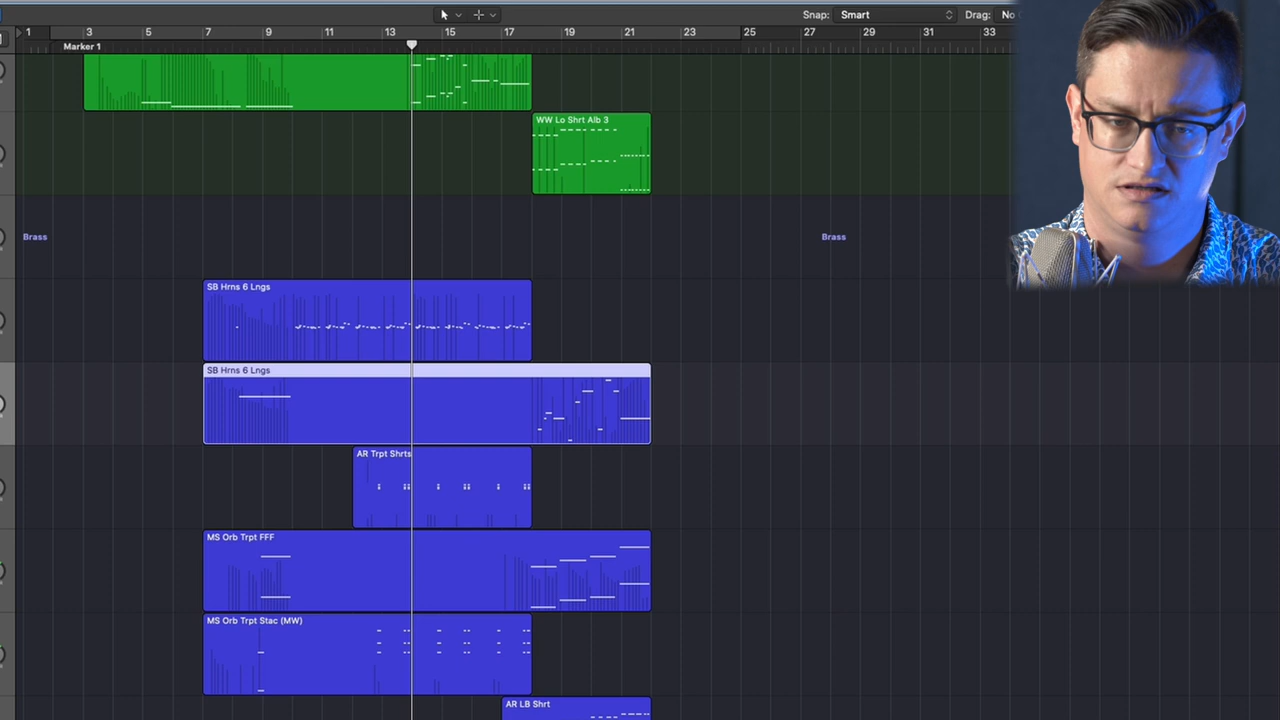 Snap: Smart Drag: No
1 3 5 7 9 11 13 15 17 19 21 23 25 27 29 31 33
Marker 1
WW Lo Shrt Alb 3
Brass Brass
SB Hrns 6 Lngs
SB Hrns 6 Lngs
AR Trpt Shrts
MS Orb Trpt FFF
MS Orb Trpt Stac (MW)
AR LB Shrt